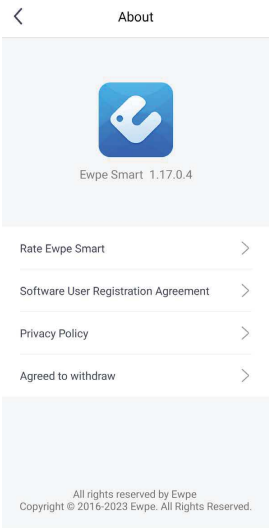 About
Ewpe Smart 1.17.0.4
Rate Ewpe Smart
Software User Registration Agreement
Privacy Policy
Agreed to withdraw
All rights reserved by Ewpe
Copyright © 2016-2023 Ewpe. All Rights Reserved.